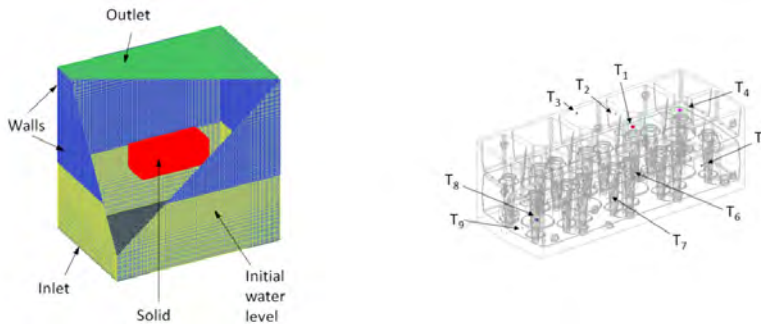 Outlet
Walls
Inlet
Solid
Initial
water
level
T1
T2
T3
T4
T
T8
T9
T6
T7